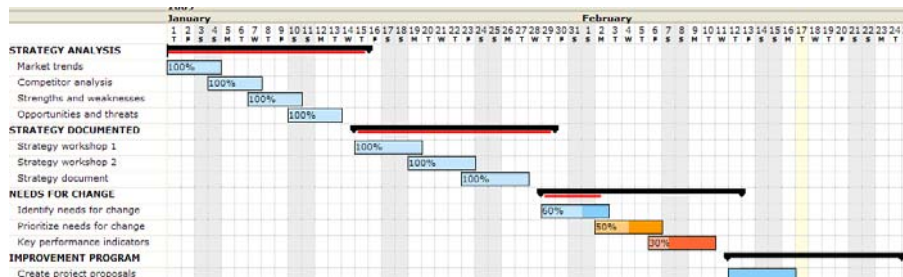 2009
January February
1 2 3 4 5 6 7 8 9 10 11 12 13 14 15 16 17 18 19 20 21 22 23 24 25 26 27 28 29 30 31 1 2 3 4 5 6 7 8 9 10 11 12 13 14 15 16 17 18 19 20 21 22 23 24
T F S S M T W T F S S M T W T F S S M T W T F S S M T W T F S S M T W T F S S M T W T F S S M T W T F S S M T
STRATEGY ANALYSIS
Market trends 100%
Competitor analysis 100%
Strengths and weaknesses 100%
Opportunities and threats 100%
STRATEGY DOCUMENTED
Strategy workshop 1 100%
Strategy workshop 2 100%
Strategy document 100%
NEEDS FOR CHANGE
Identify needs for change 60%
Prioritize needs for change 50%
Key performance indicators 30%
IMPROVEMENT PROGRAM
Create project proposals